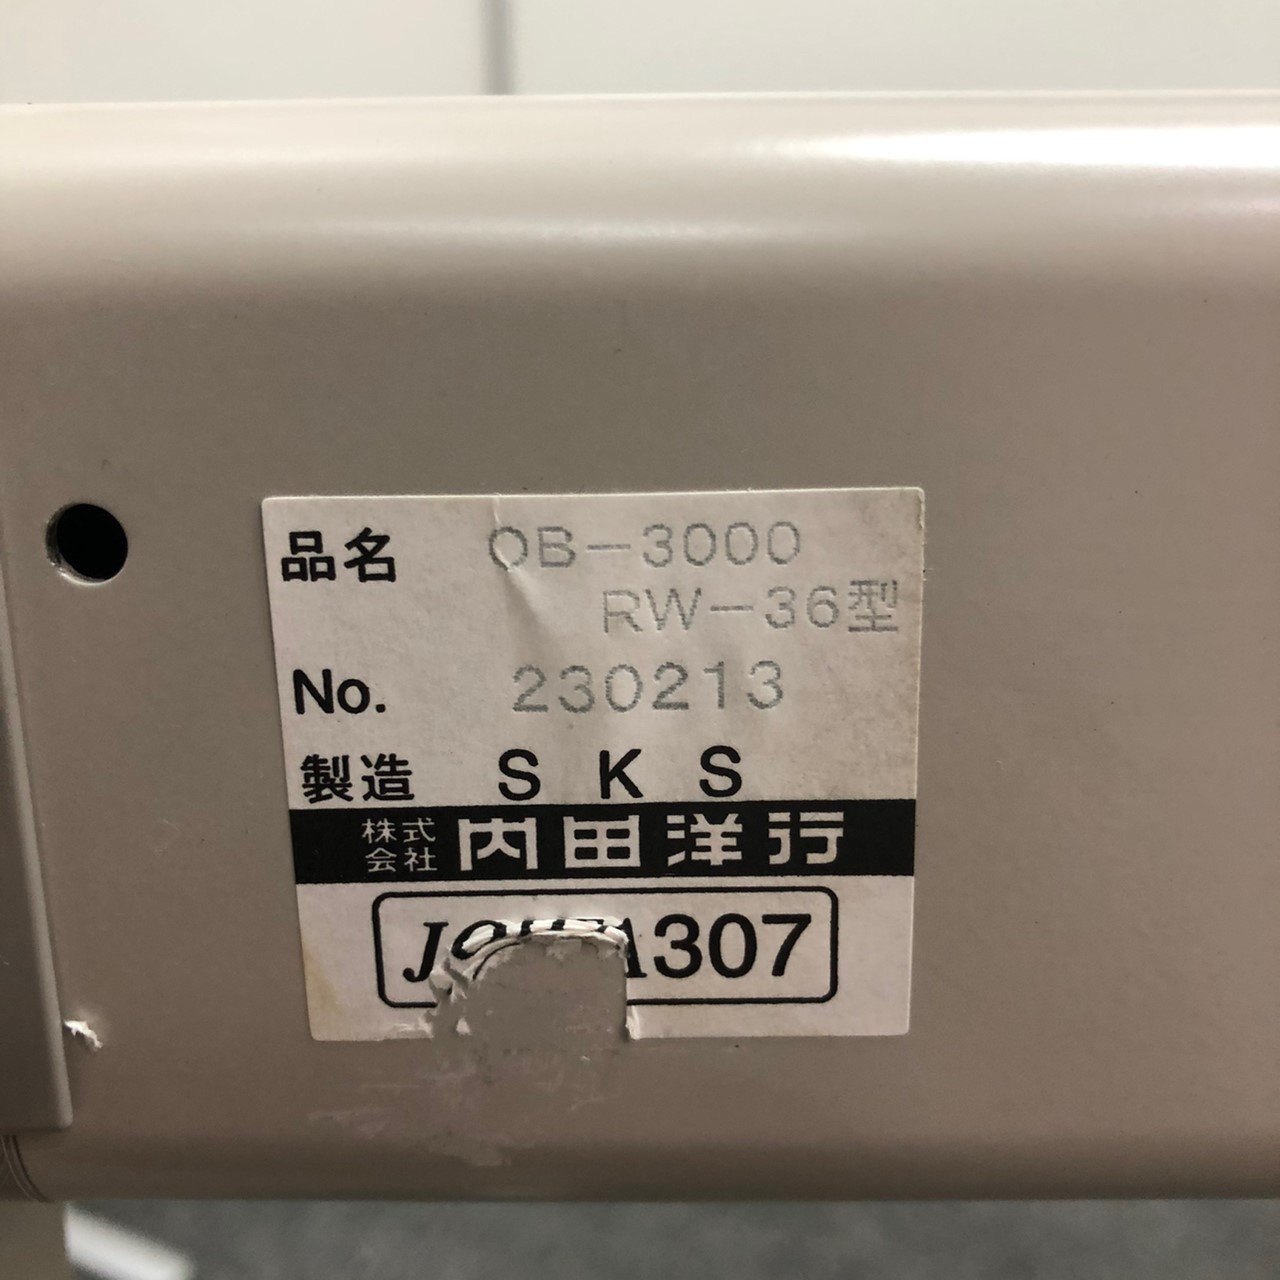 品名 OB-3000
RW-36型
No. 230213
製造 SKS
株式会社 内田洋行
307